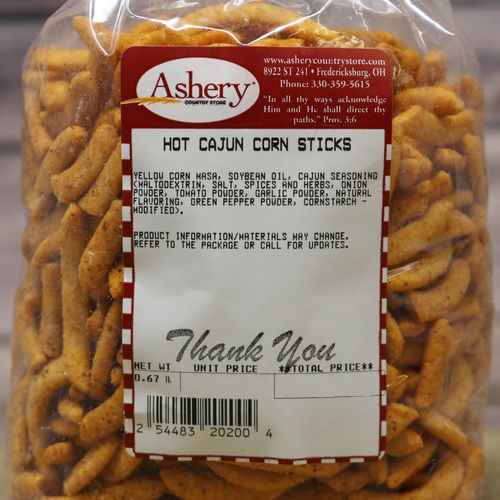 Ashery
COUNTRY STORE
www.asherycountrystore.com
8922 ST 241 • Fredericksburg, OH
Phone: 330-359-5615
"In all thy ways acknowledge
Him and He shall direct thy
paths." Prov. 3:6
HOT CAJUN CORN STICKS
YELLOW CORN MASA, SOYBEAN OIL, CAJUN SEASONING
(MALTODEXTRIN, SALT, SPICES AND HERBS, ONION
POWDER, TOMATO POWDER, GARLIC POWDER, NATURAL
FLAVORING, GREEN PEPPER POWDER, CORNSTARCH -
MODIFIED).
PRODUCT INFORMATION/MATERIALS MAY CHANGE.
REFER TO THE PACKAGE OR CALL FOR UPDATES.
Thank You
NET WT UNIT PRICE **TOTAL PRICE**
0.67 lb
2 54483 20200 4